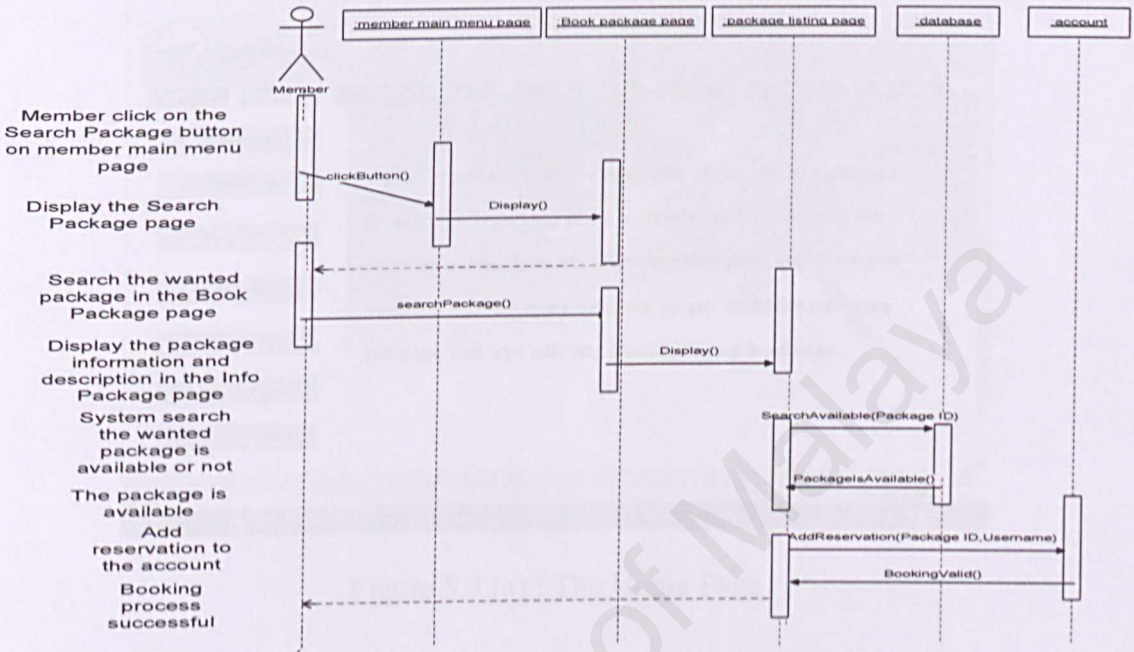 :member main menu page
:Book package page
:package listing page
:database
:account
Member
Member click on the
Search Package button
on member main menu
page
clickButton()
Display the Search
Package page
Display()
Search the wanted
package in the Book
Package page
searchPackage()
Display the package
information and
description in the Info
Package page
Display()
System search
the wanted
package is
available or not
SearchAvailable(Package ID)
PackageIsAvailable()
The package is
available
Add
reservation to
the account
AddReservation(Package ID,Username)
BookingValid()
Booking
process
successful
of Malaya